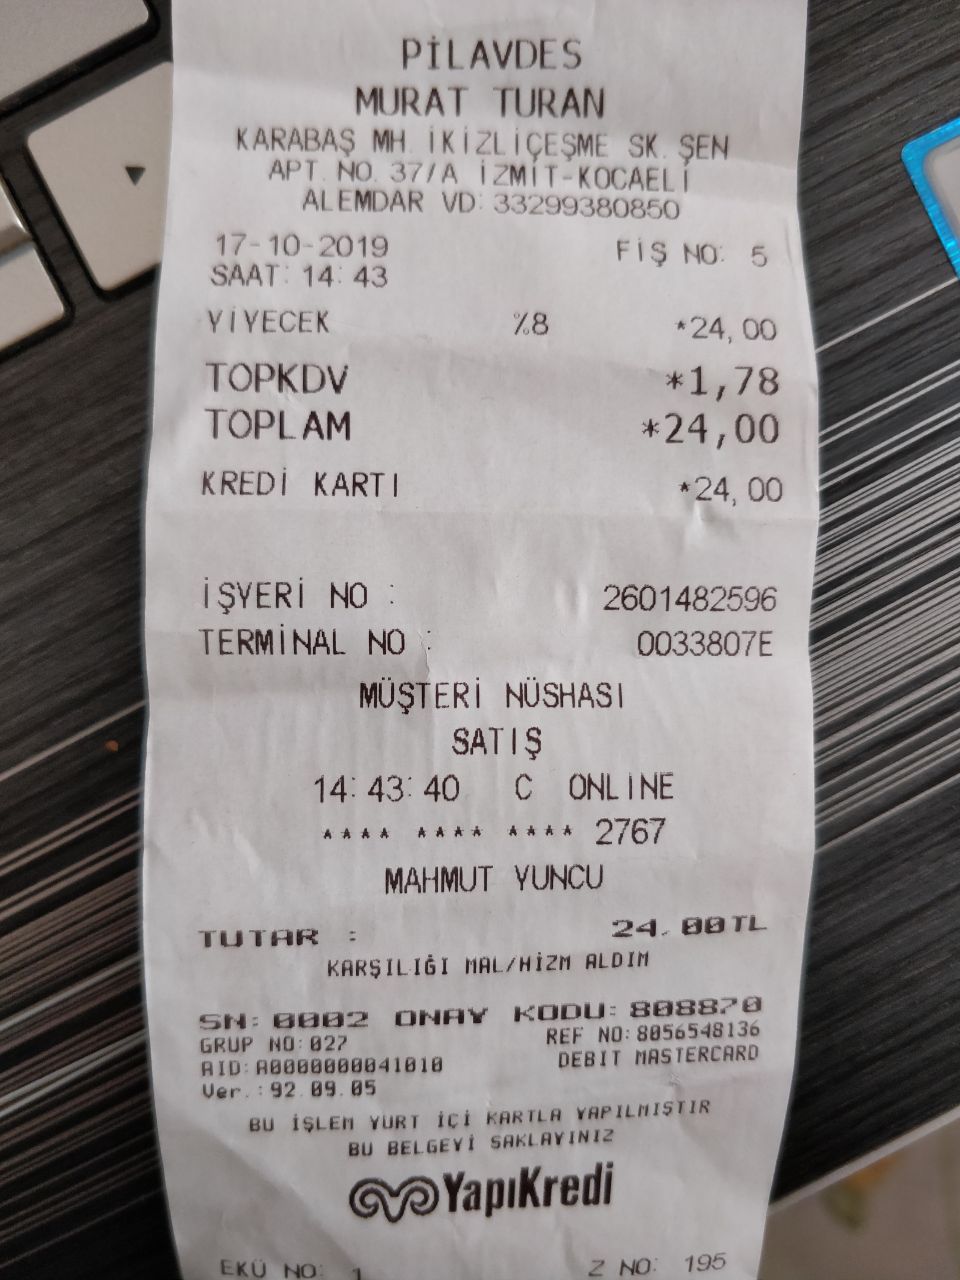 PİLAVDES
MURAT TURAN
KARABAŞ MH. İKİZLİÇEŞME SK. ŞEN
APT. NO. 37/A İZMİT-KOCAELİ
ALEMDAR VD: 33299380850
17-10-2019 FİŞ NO: 5
SAAT: 14:43
YİYECEK %8 *24,00
TOPKDV *1,78
TOPLAM *24,00
KREDİ KARTI *24,00
İŞYERİ NO : 2601482596
TERMİNAL NO : 0033807E
MÜŞTERİ NÜSHASI
SATIŞ
14:43:40 C ONLINE
**** **** **** 2767
MAHMUT YUNCU
TUTAR : 24.00TL
KARŞILIĞI MAL/HİZM ALDIM
SN: 0002 ONAY KODU: 808870
GRUP NO:027 REF NO:8056548136
AID:A0000000041010 DEBIT MASTERCARD
Ver.:92.09.05
BU İŞLEM YURT İÇİ KARTLA YAPILMIŞTIR
BU BELGEYİ SAKLAYINIZ
YapıKredi
EKÜ NO: 1 Z NO: 195